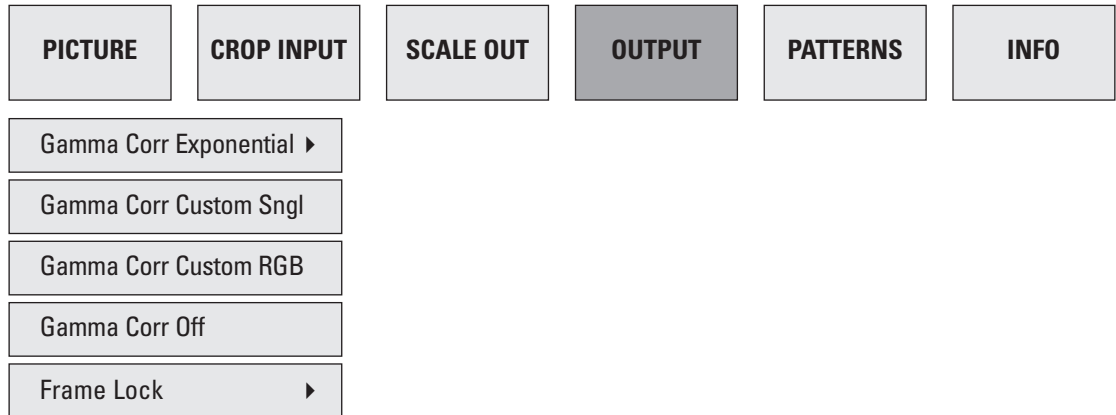 PICTURE CROP INPUT SCALE OUT OUTPUT PATTERNS INFO
Gamma Corr Exponential ▸
Gamma Corr Custom Sngl
Gamma Corr Custom RGB
Gamma Corr Off
Frame Lock ▸